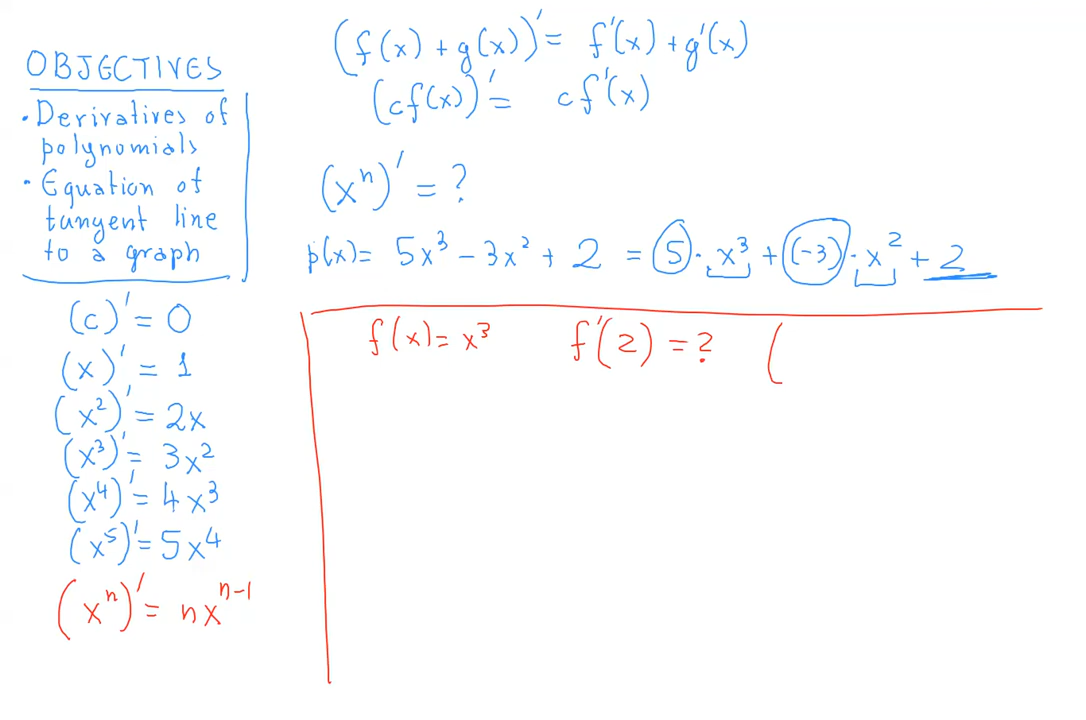 OBJECTIVES
• Derivatives of
polynomials
• Equation of
tangent line
to a graph
(f(x) + g(x))' = f'(x) + g'(x)
(cf(x))' = cf'(x)
(xⁿ)' = ?
p(x) = 5x³ − 3x² + 2 = 5 · x³ + (−3) · x² + 2
(c)' = 0
(x)' = 1
(x²)' = 2x
(x³)' = 3x²
(x⁴)' = 4x³
(x⁵)' = 5x⁴
(xⁿ)' = nxⁿ⁻¹
f(x) = x³ f'(2) = ? (